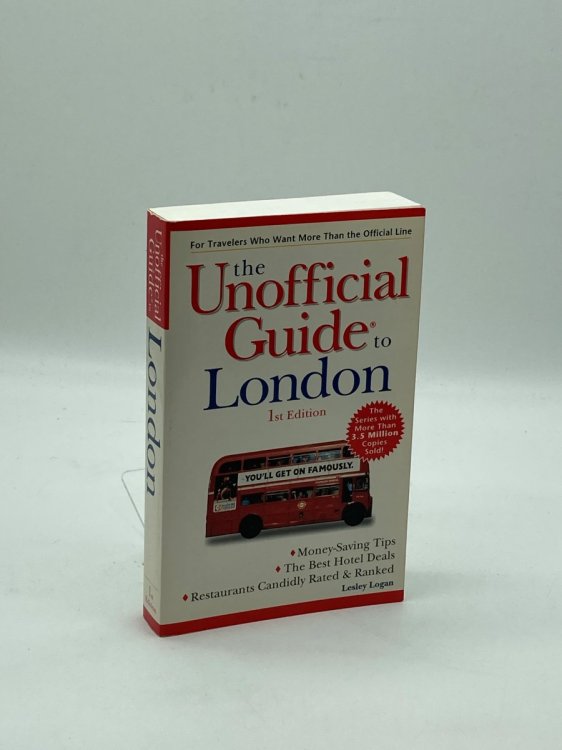 For Travelers Who Want More Than the Official Line
the
Unofficial
Guide® to
London
1st Edition
The
Series with
More Than
3.5 Million
Copies
Sold!
YOU'LL GET ON FAMOUSLY.
♦ Money-Saving Tips
♦ The Best Hotel Deals
♦ Restaurants Candidly Rated & Ranked
Lesley Logan
the
Unofficial
Guide® to
London